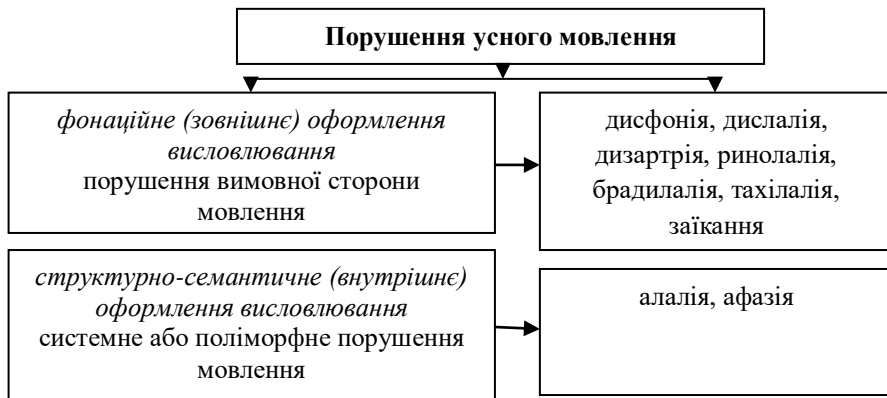 Порушення усного мовлення
фонаційне (зовнішнє) оформлення
висловлювання
порушення вимовної сторони
мовлення
дисфонія, дислалія,
дизартрія, ринолалія,
брадилалія, тахілалія,
заїкання
структурно-семантичне (внутрішнє)
оформлення висловлювання
системне або поліморфне порушення
мовлення
алалія, афазія